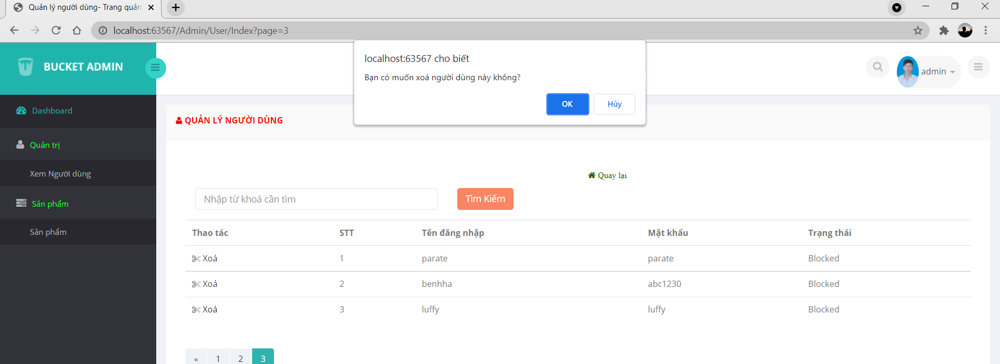 Quản lý người dùng- Trang quản
localhost:63567/Admin/User/Index?page=3
localhost:63567 cho biết
Bạn có muốn xoá người dùng này không?
OK Hủy
BUCKET ADMIN
admin
Dashboard
Quản trị
Xem Người dùng
Sản phẩm
Sản phẩm
QUẢN LÝ NGƯỜI DÙNG
Quay lại
Nhập từ khoá cần tìm Tìm Kiếm
Thao tác STT Tên đăng nhập Mật khẩu Trạng thái
Xoá 1 parate parate Blocked
Xoá 2 benhha abc1230 Blocked
Xoá 3 luffy luffy Blocked
« 1 2 3